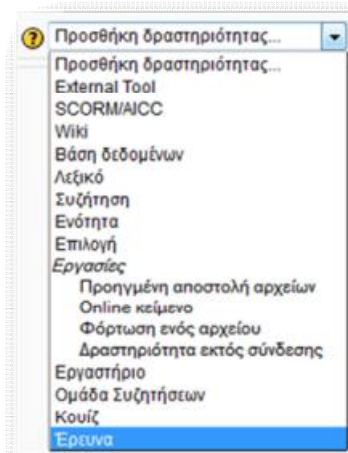 Προσθήκη δραστηριότητας...
Προσθήκη δραστηριότητας...
External Tool
SCORM/AICC
Wiki
Βάση δεδομένων
Λεξικό
Συζήτηση
Ενότητα
Επιλογή
Εργασίες
Προηγμένη αποστολή αρχείων
Online κείμενο
Φόρτωση ενός αρχείου
Δραστηριότητα εκτός σύνδεσης
Εργαστήριο
Ομάδα Συζητήσεων
Κουίζ
Έρευνα